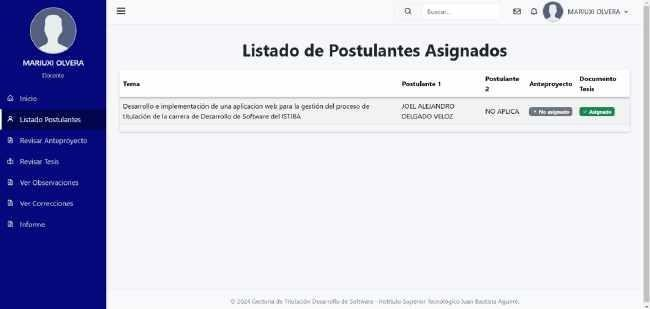 MARIUXI OLVERA
Docente
Inicio
Listado Postulantes
Revisar Anteproyecto
Revisar Tesis
Ver Observaciones
Ver Correcciones
Informe
Buscar...
MARIUXI OLVERA
Listado de Postulantes Asignados
Tema Postulante 1 Postulante 2 Anteproyecto Documento Tesis
Desarrollo e implementación de una aplicacion web para la gestión del proceso de
titulación de la carrera de Desarrollo de Software del ISTJBA
JOEL ALEJANDRO
DELGADO VELOZ
NO APLICA
No asignado
Asignado
© 2024 Gestoria de Titulación Desarrollo de Software - Instituto Superior Tecnológico Juan Bautista Aguirre.